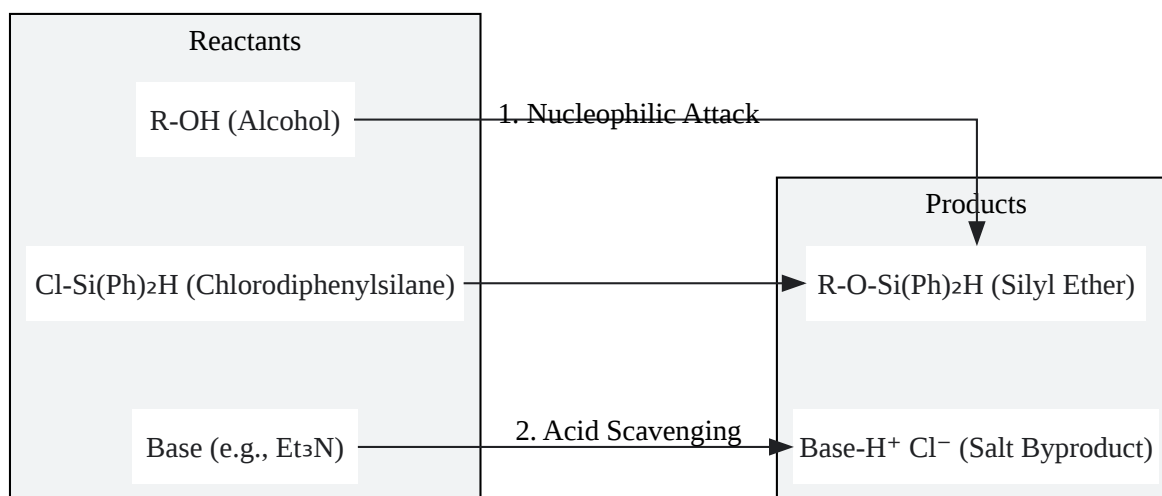 Reactants
R-OH (Alcohol)
1. Nucleophilic Attack
Products
Cl-Si(Ph)₂H (Chlorodiphenylsilane)
R-O-Si(Ph)₂H (Silyl Ether)
Base (e.g., Et₃N)
2. Acid Scavenging
Base-H⁺ Cl⁻ (Salt Byproduct)